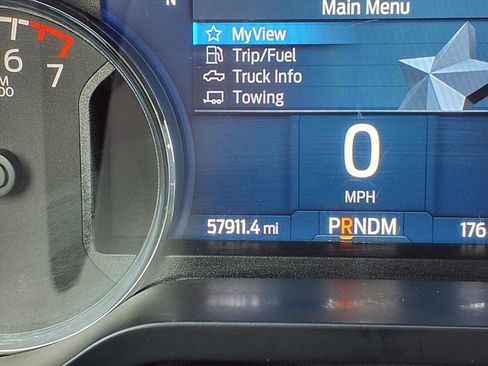 N
Main Menu
MyView
Trip/Fuel
Truck Info
Towing
6
7
0
MPH
57911.4 mi
PRNDM
176